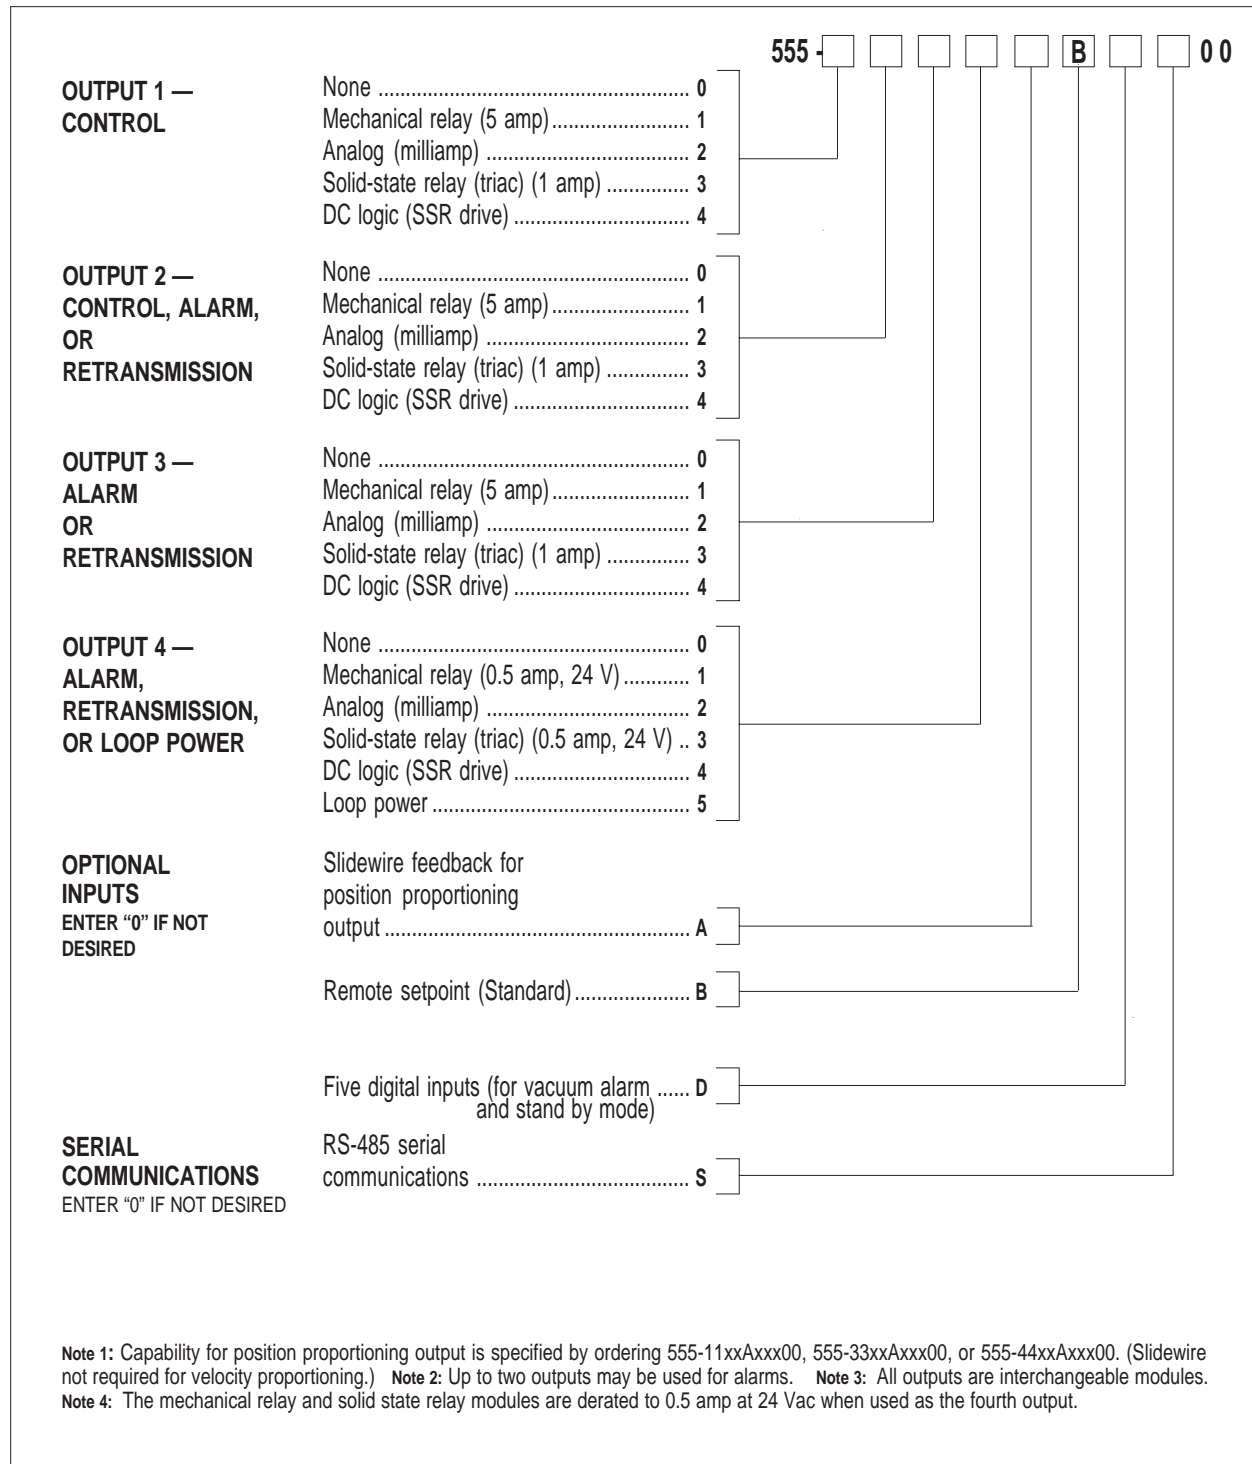 555 - B 0 0
OUTPUT 1 —
CONTROL
None ........................................................... 0
Mechanical relay (5 amp).......................... 1
Analog (milliamp) ...................................... 2
Solid-state relay (triac) (1 amp) ............... 3
DC logic (SSR drive) ................................. 4
OUTPUT 2 —
CONTROL, ALARM,
OR
RETRANSMISSION
None ........................................................... 0
Mechanical relay (5 amp).......................... 1
Analog (milliamp) ...................................... 2
Solid-state relay (triac) (1 amp) ............... 3
DC logic (SSR drive) ................................. 4
OUTPUT 3 —
ALARM
OR
RETRANSMISSION
None ........................................................... 0
Mechanical relay (5 amp).......................... 1
Analog (milliamp) ...................................... 2
Solid-state relay (triac) (1 amp) ............... 3
DC logic (SSR drive) ................................. 4
OUTPUT 4 —
ALARM,
RETRANSMISSION,
OR LOOP POWER
None ........................................................... 0
Mechanical relay (0.5 amp, 24 V) ............ 1
Analog (milliamp) ...................................... 2
Solid-state relay (triac) (0.5 amp, 24 V) .. 3
DC logic (SSR drive) ................................. 4
Loop power ................................................ 5
OPTIONAL
INPUTS
ENTER “0” IF NOT
DESIRED
Slidewire feedback for
position proportioning
output ......................................................... A
Remote setpoint (Standard) ...................... B
Five digital inputs (for vacuum alarm ...... D
and stand by mode)
SERIAL
COMMUNICATIONS
ENTER “0” IF NOT DESIRED
RS-485 serial
communications ........................................ S
Note 1: Capability for position proportioning output is specified by ordering 555-11xxAxxx00, 555-33xxAxxx00, or 555-44xxAxxx00. (Slidewire
not required for velocity proportioning.) Note 2: Up to two outputs may be used for alarms. Note 3: All outputs are interchangeable modules.
Note 4: The mechanical relay and solid state relay modules are derated to 0.5 amp at 24 Vac when used as the fourth output.